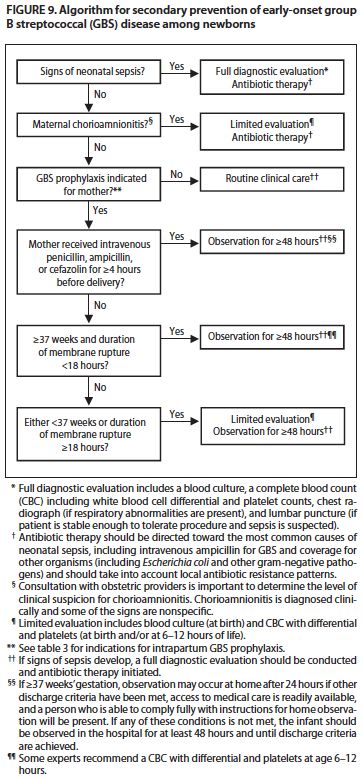 FIGURE 9. Algorithm for secondary prevention of early-onset group
B streptococcal (GBS) disease among newborns
Signs of neonatal sepsis?
Yes
Full diagnostic evaluation*
Antibiotic therapy†
No
Maternal chorioamnionitis?§
Yes
Limited evaluation¶
Antibiotic therapy†
No
GBS prophylaxis indicated
for mother?**
No
Routine clinical care††
Yes
Mother received intravenous
penicillin, ampicillin,
or cefazolin for ≥4 hours
before delivery?
Yes
Observation for ≥48 hours††§§
No
≥37 weeks and duration
of membrane rupture
<18 hours?
Yes
Observation for ≥48 hours††¶¶
No
Either <37 weeks or duration
of membrane rupture
≥18 hours?
Yes
Limited evaluation¶
Observation for ≥48 hours††
* Full diagnostic evaluation includes a blood culture, a complete blood count
(CBC) including white blood cell differential and platelet counts, chest ra-
diograph (if respiratory abnormalities are present), and lumbar puncture (if
patient is stable enough to tolerate procedure and sepsis is suspected).
† Antibiotic therapy should be directed toward the most common causes of
neonatal sepsis, including intravenous ampicillin for GBS and coverage for
other organisms (including Escherichia coli and other gram-negative patho-
gens) and should take into account local antibiotic resistance patterns.
§ Consultation with obstetric providers is important to determine the level of
clinical suspicion for chorioamnionitis. Chorioamnionitis is diagnosed clini-
cally and some of the signs are nonspecific.
¶ Limited evaluation includes blood culture (at birth) and CBC with differential
and platelets (at birth and/or at 6–12 hours of life).
** See table 3 for indications for intrapartum GBS prophylaxis.
†† If signs of sepsis develop, a full diagnostic evaluation should be conducted
and antibiotic therapy initiated.
§§ If ≥37 weeks' gestation, observation may occur at home after 24 hours if other
discharge criteria have been met, access to medical care is readily available,
and a person who is able to comply fully with instructions for home observa-
tion will be present. If any of these conditions is not met, the infant should
be observed in the hospital for at least 48 hours and until discharge criteria
are achieved.
¶¶ Some experts recommend a CBC with differential and platelets at age 6–12
hours.